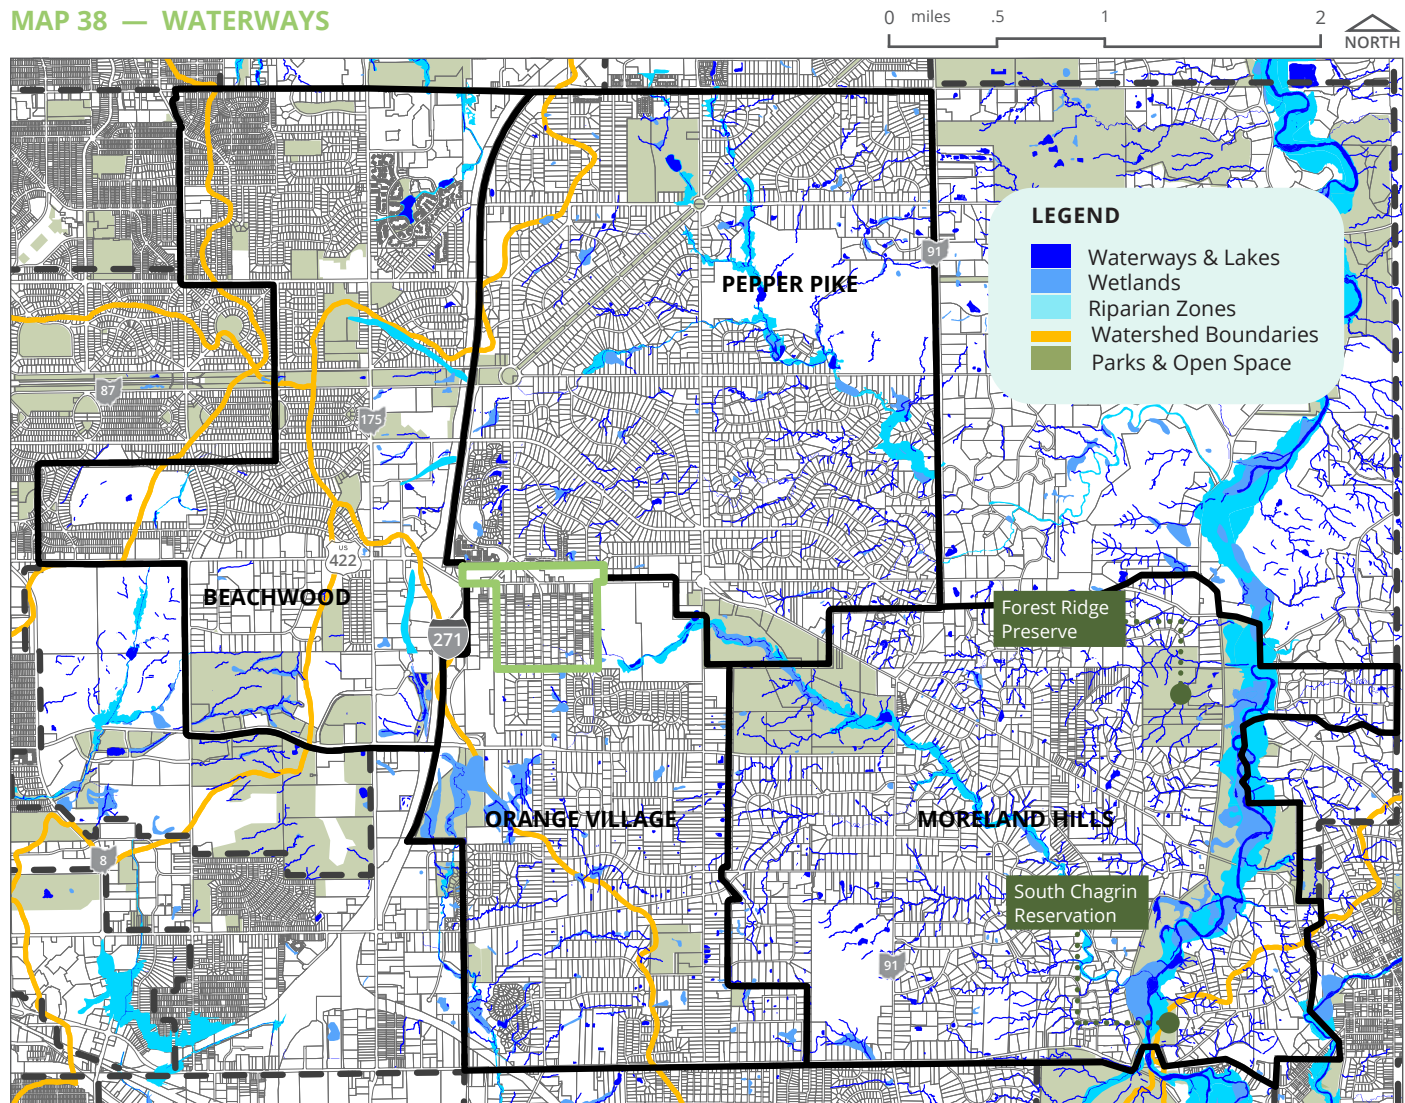 MAP 38 — WATERWAYS
0 miles .5 1 2
NORTH
91
LEGEND
Waterways & Lakes
Wetlands
Riparian Zones
Watershed Boundaries
Parks & Open Space
PEPPER PIKE
87
175
US
422
BEACHWOOD
271
Forest Ridge
Preserve
ORANGE VILLAGE
MORELAND HILLS
8
South Chagrin
Reservation
91